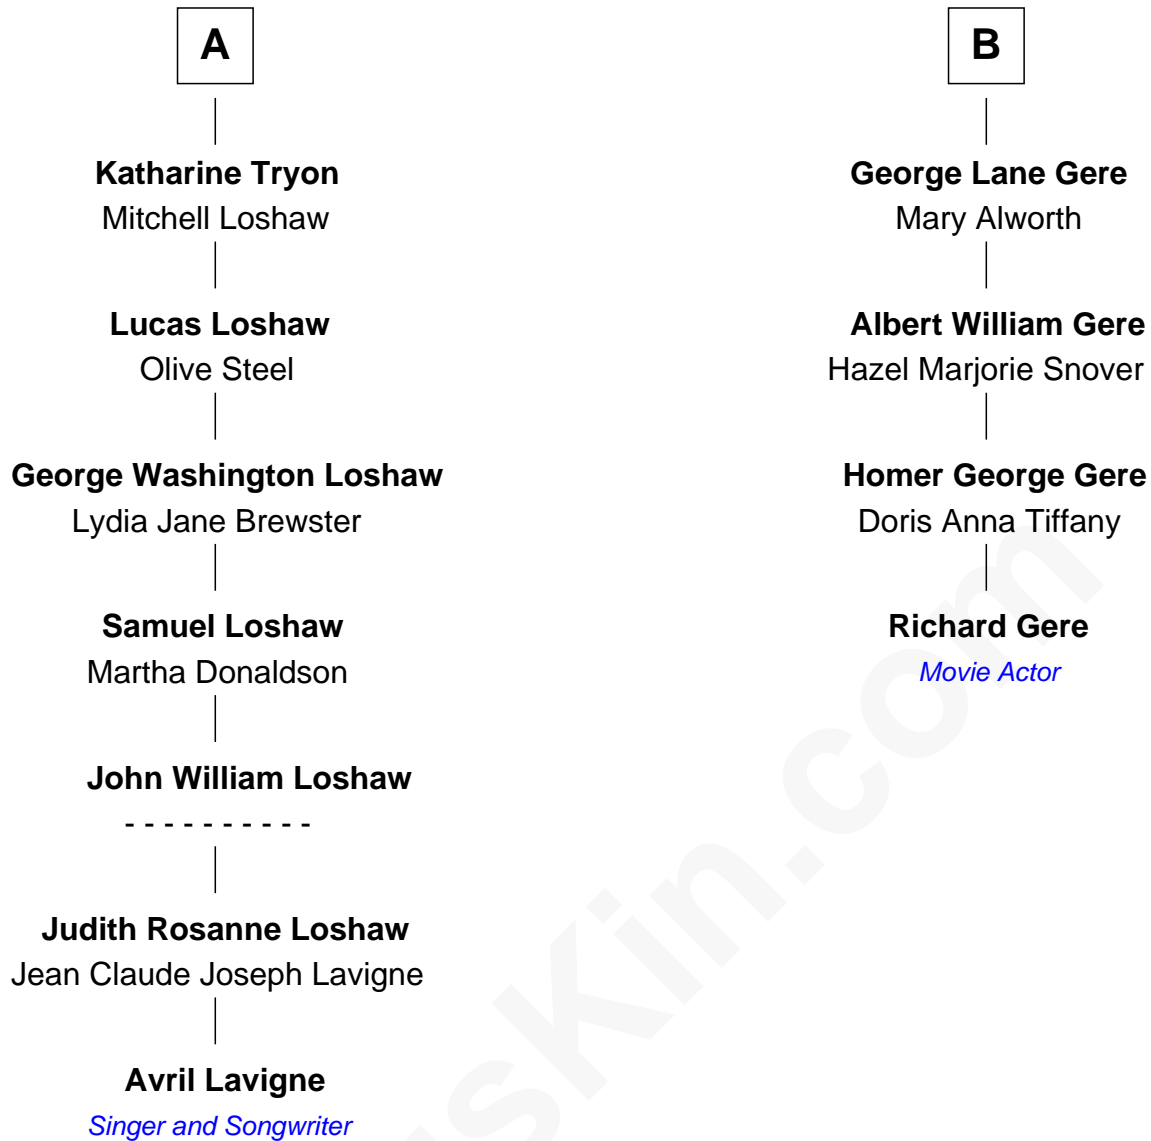 A
Katharine Tryon
Mitchell Loshaw
Lucas Loshaw
Olive Steel
George Washington Loshaw
Lydia Jane Brewster
Samuel Loshaw
Martha Donaldson
John William Loshaw
- - - - - - - - - -
Judith Rosanne Loshaw
Jean Claude Joseph Lavigne
Avril Lavigne
Singer and Songwriter
B
George Lane Gere
Mary Alworth
Albert William Gere
Hazel Marjorie Snover
Homer George Gere
Doris Anna Tiffany
Richard Gere
Movie Actor
sKin.com